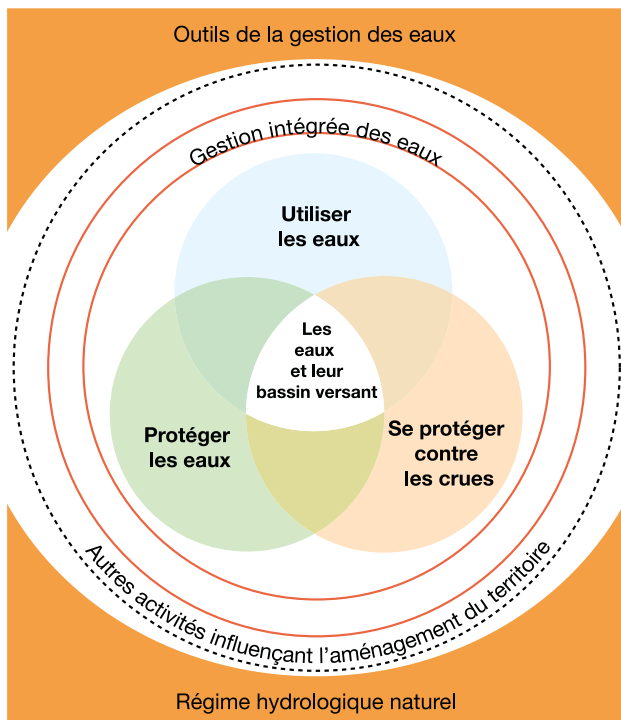 Outils de la gestion des eaux
Gestion intégrée des eaux
Utiliser
les eaux
Les
eaux
et leur
bassin versant
Protéger
les eaux
Se protéger
contre
les crues
Autres activités influençant l'aménagement du territoire
Régime hydrologique naturel